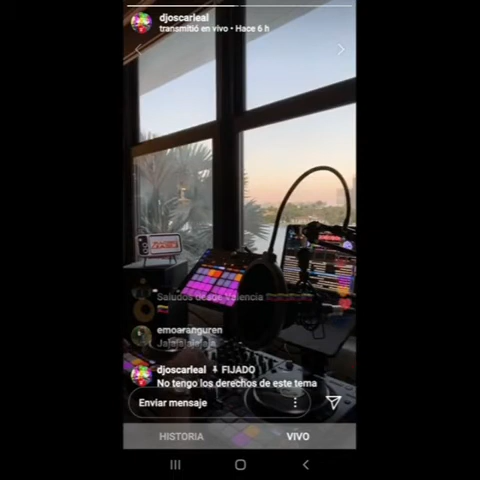 djoscarleal
transmitió en vivo • Hace 6 h
Saludos desde Valencia
emoaranguren
Jajajajajaja
djoscarleal FIJADO
No tengo los derechos de este tema
Enviar mensaje
HISTORIA
VIVO